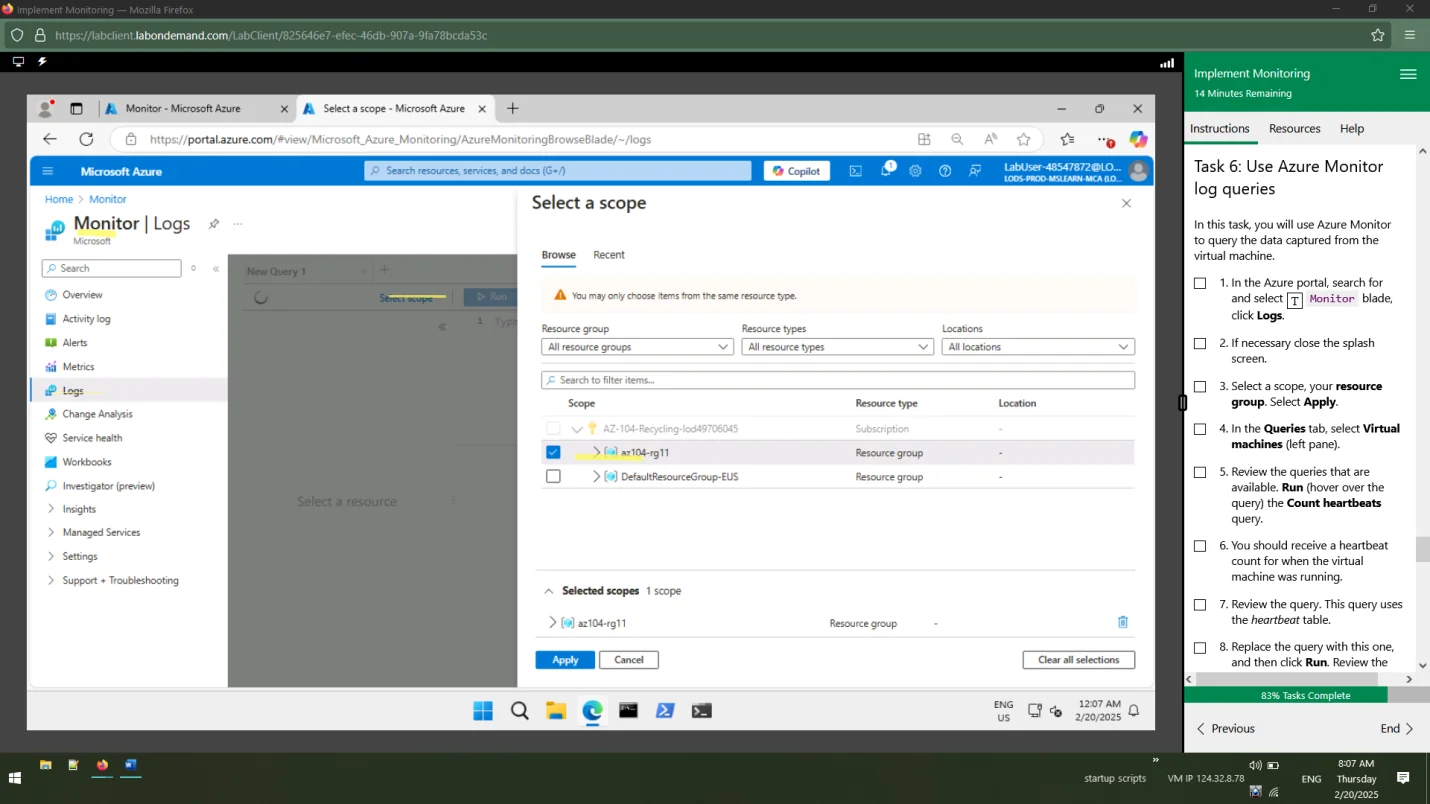 Implement Monitoring — Mozilla Firefox
https://labclient.labondemand.com/LabClient/825646e7-efec-46db-907a-9fa78bcda53c
Monitor - Microsoft Azure
Select a scope - Microsoft Azure
https://portal.azure.com/#view/Microsoft_Azure_Monitoring/AzureMonitoringBrowseBlade/~/logs
Microsoft Azure
Search resources, services, and docs (G+/)
Copilot
1
LabUser-48547872@LO...
LODS-PROD-MSLEARN-MCA (LO...
Home > Monitor
Monitor | Logs
Microsoft
Search
Overview
Activity log
Alerts
Metrics
Logs
Change Analysis
Service health
Workbooks
Investigator (preview)
Insights
Managed Services
Settings
Support + Troubleshooting
New Query 1
Select scope
Run
1 Type
Select a resource
Select a scope
Browse
Recent
You may only choose items from the same resource type.
Resource group
Resource types
Locations
All resource groups
All resource types
All locations
Search to filter items...
Scope
Resource type
Location
AZ-104-Recycling-lod49706045
Subscription
-
az104-rg11
Resource group
-
DefaultResourceGroup-EUS
Resource group
-
Selected scopes 1 scope
az104-rg11
Resource group
-
Apply
Cancel
Clear all selections
ENG
US
12:07 AM
2/20/2025
Implement Monitoring
14 Minutes Remaining
Instructions
Resources
Help
Task 6: Use Azure Monitor
log queries
In this task, you will use Azure Monitor
to query the data captured from the
virtual machine.
1. In the Azure portal, search for
and select T Monitor blade,
click Logs.
2. If necessary close the splash
screen.
3. Select a scope, your resource
group. Select Apply.
4. In the Queries tab, select Virtual
machines (left pane).
5. Review the queries that are
available. Run (hover over the
query) the Count heartbeats
query.
6. You should receive a heartbeat
count for when the virtual
machine was running.
7. Review the query. This query uses
the heartbeat table.
8. Replace the query with this one,
and then click Run. Review the
83% Tasks Complete
Previous
End
startup scripts
VM IP 124.32.8.78
ENG
8:07 AM
Thursday
2/20/2025